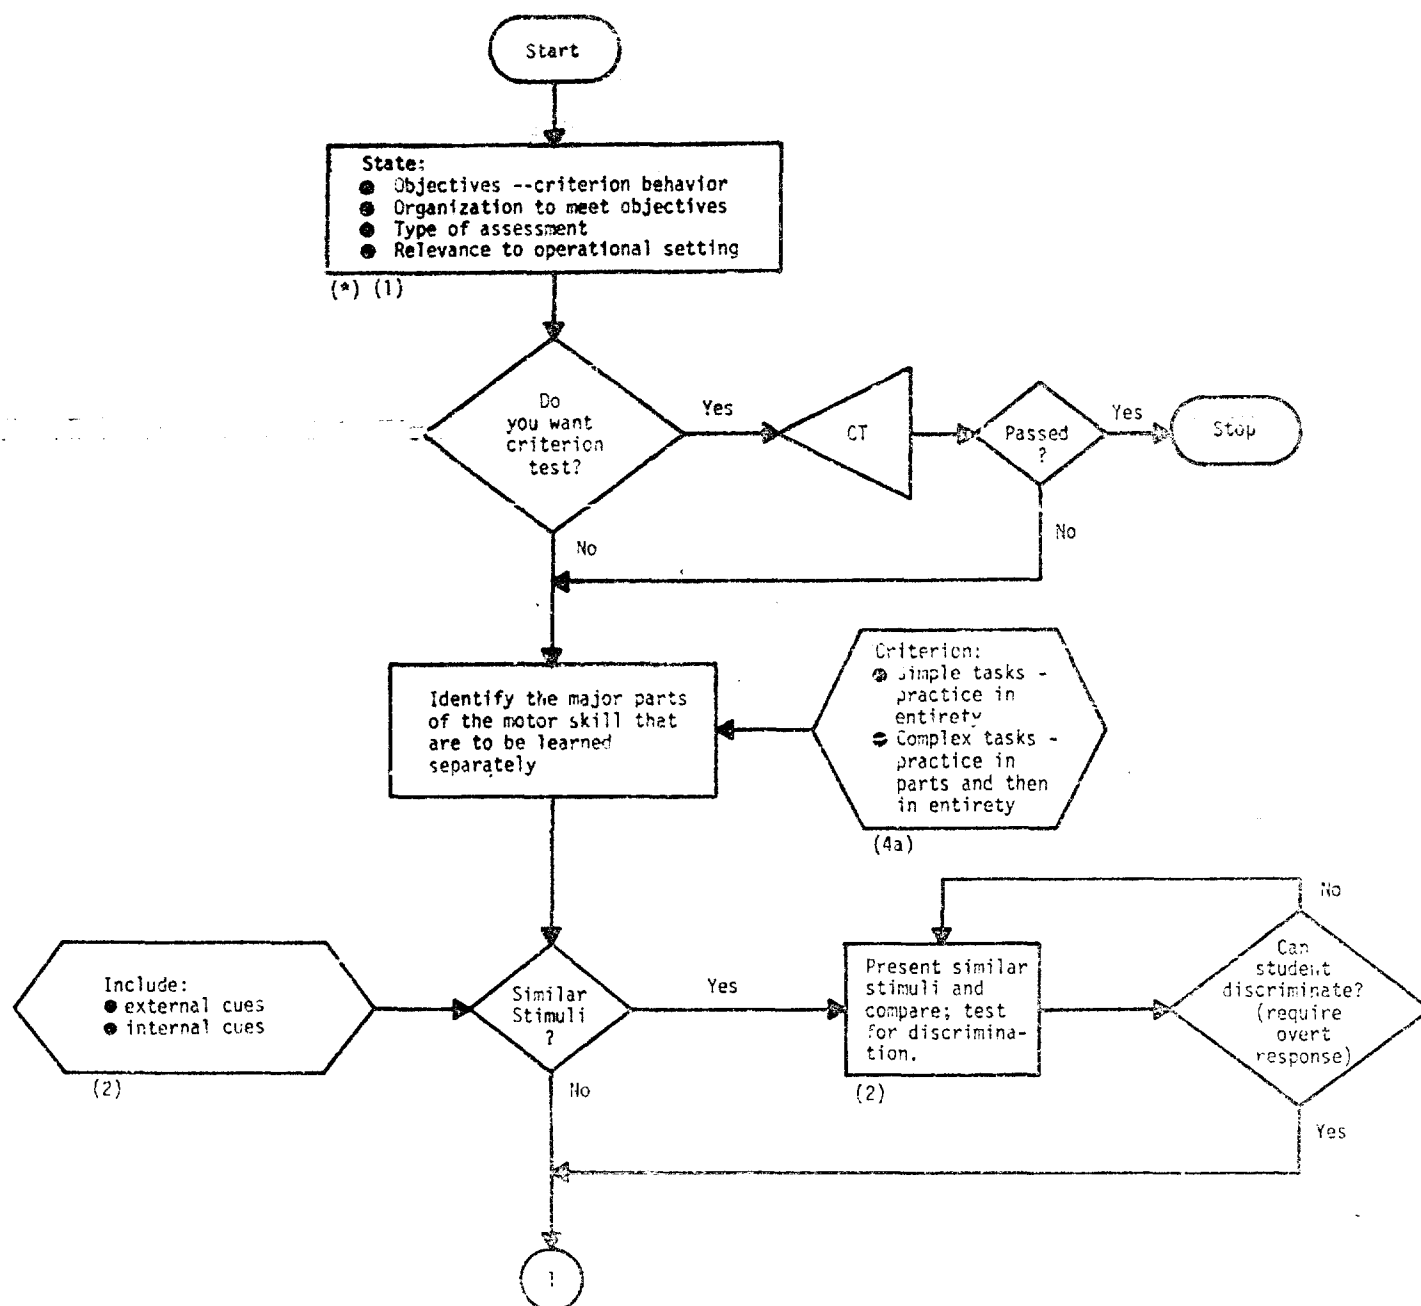 Start
State:
● Objectives --criterion behavior
● Organization to meet objectives
● Type of assessment
● Relevance to operational setting
(*) (1)
Do
you want
criterion
test?
Yes
CT
Passed
?
Yes
Stop
No
No
Identify the major parts
of the motor skill that
are to be learned
separately
Criterion:
● Simple tasks -
practice in
entirety
● Complex tasks -
practice in
parts and then
in entirety
(4a)
Include:
● external cues
● internal cues
(2)
Similar
Stimuli
?
Yes
Present similar
stimuli and
compare; test
for discrimina-
tion.
(2)
No
Can
student
discriminate?
(require
overt
response)
No
Yes
1